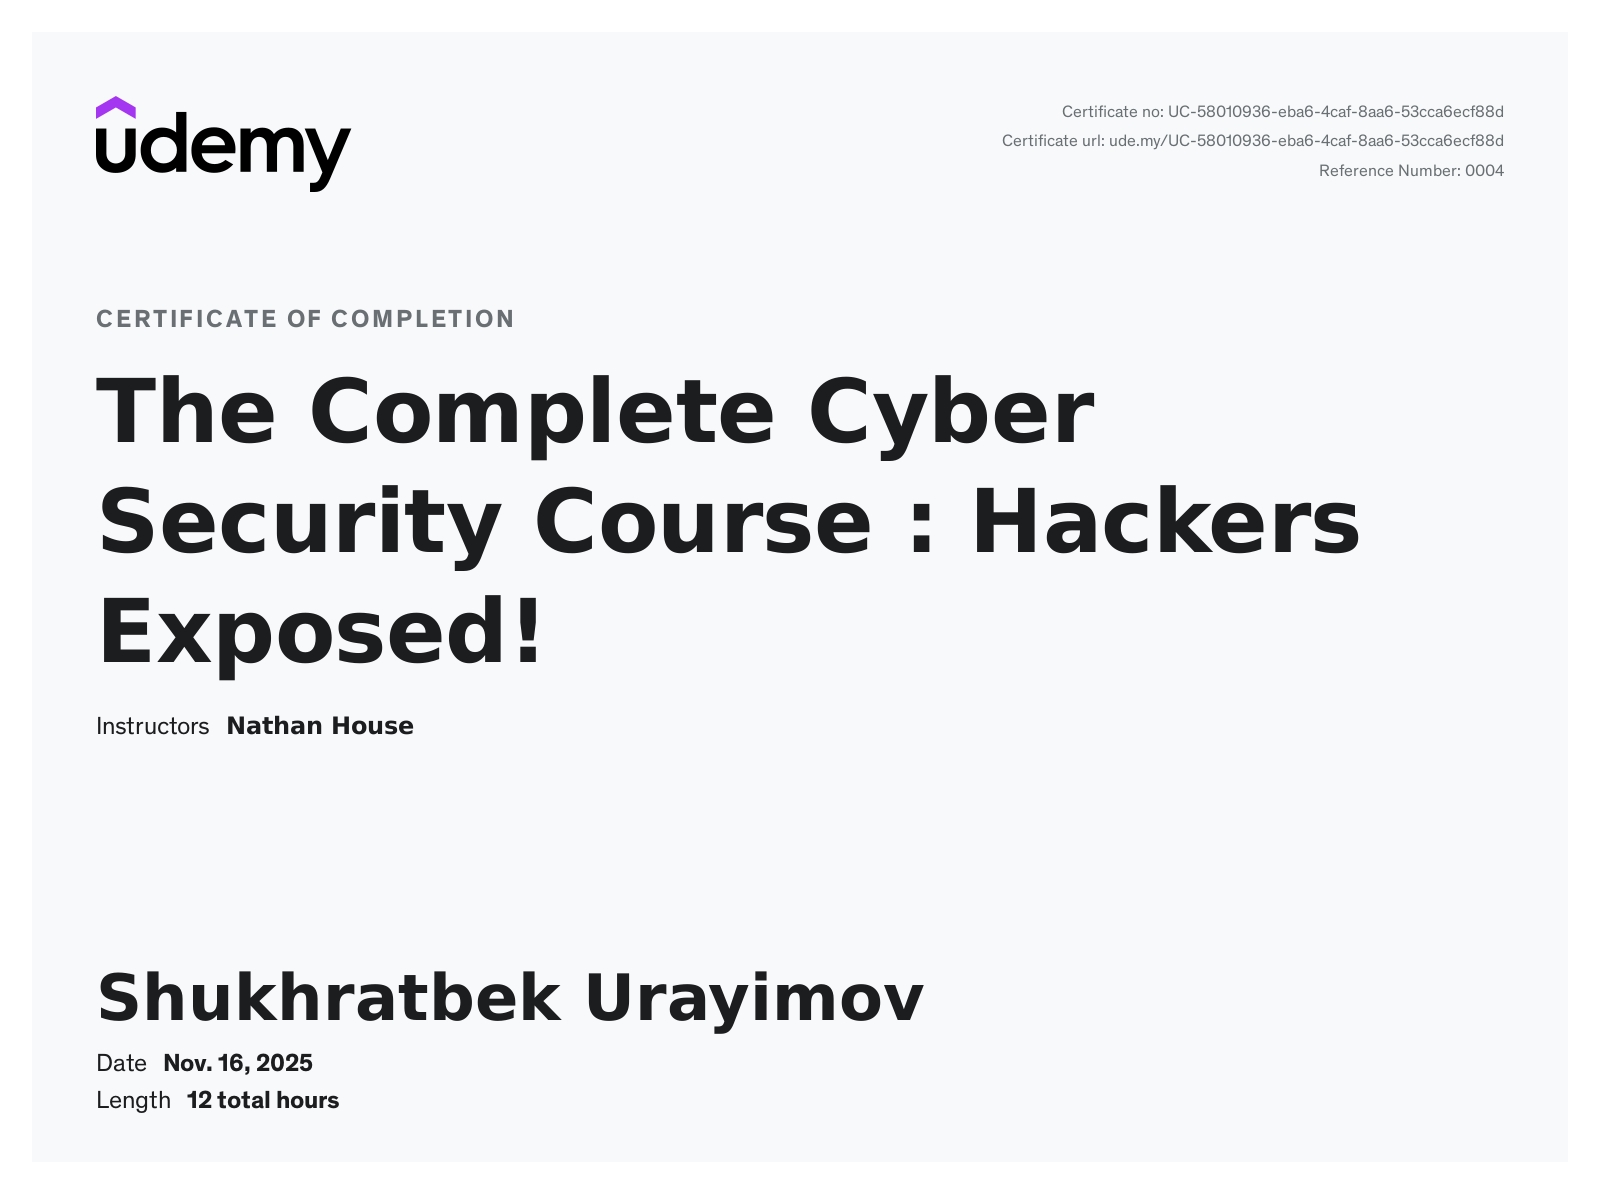 udemy
Certificate no: UC-58010936-eba6-4caf-8aa6-53cca6ecf88d
Certificate url: ude.my/UC-58010936-eba6-4caf-8aa6-53cca6ecf88d
Reference Number: 0004
CERTIFICATE OF COMPLETION
The Complete Cyber
Security Course : Hackers
Exposed!
Instructors Nathan House
Shukhratbek Urayimov
Date Nov. 16, 2025
Length 12 total hours